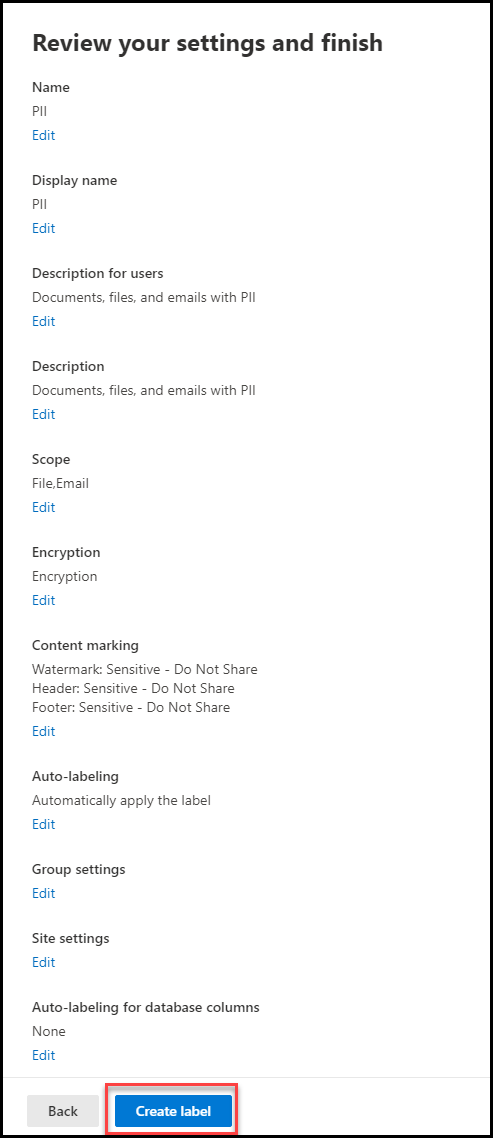 Review your settings and finish
Name
PII
Edit
Display name
PII
Edit
Description for users
Documents, files, and emails with PII
Edit
Description
Documents, files, and emails with PII
Edit
Scope
File,Email
Edit
Encryption
Encryption
Edit
Content marking
Watermark: Sensitive - Do Not Share
Header: Sensitive - Do Not Share
Footer: Sensitive - Do Not Share
Edit
Auto-labeling
Automatically apply the label
Edit
Group settings
Edit
Site settings
Edit
Auto-labeling for database columns
None
Edit
Back Create label